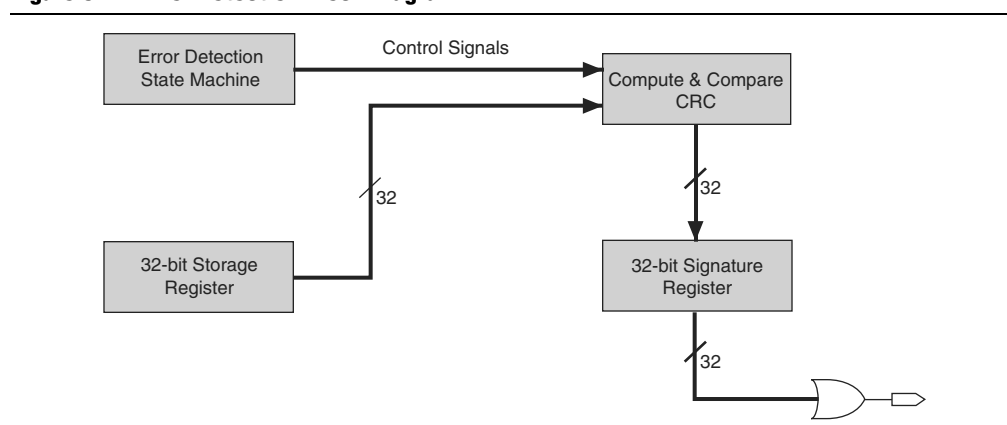 Control Signals
Error Detection
State Machine
Compute & Compare
CRC
32
32
32-bit Storage
Register
32-bit Signature
Register
32